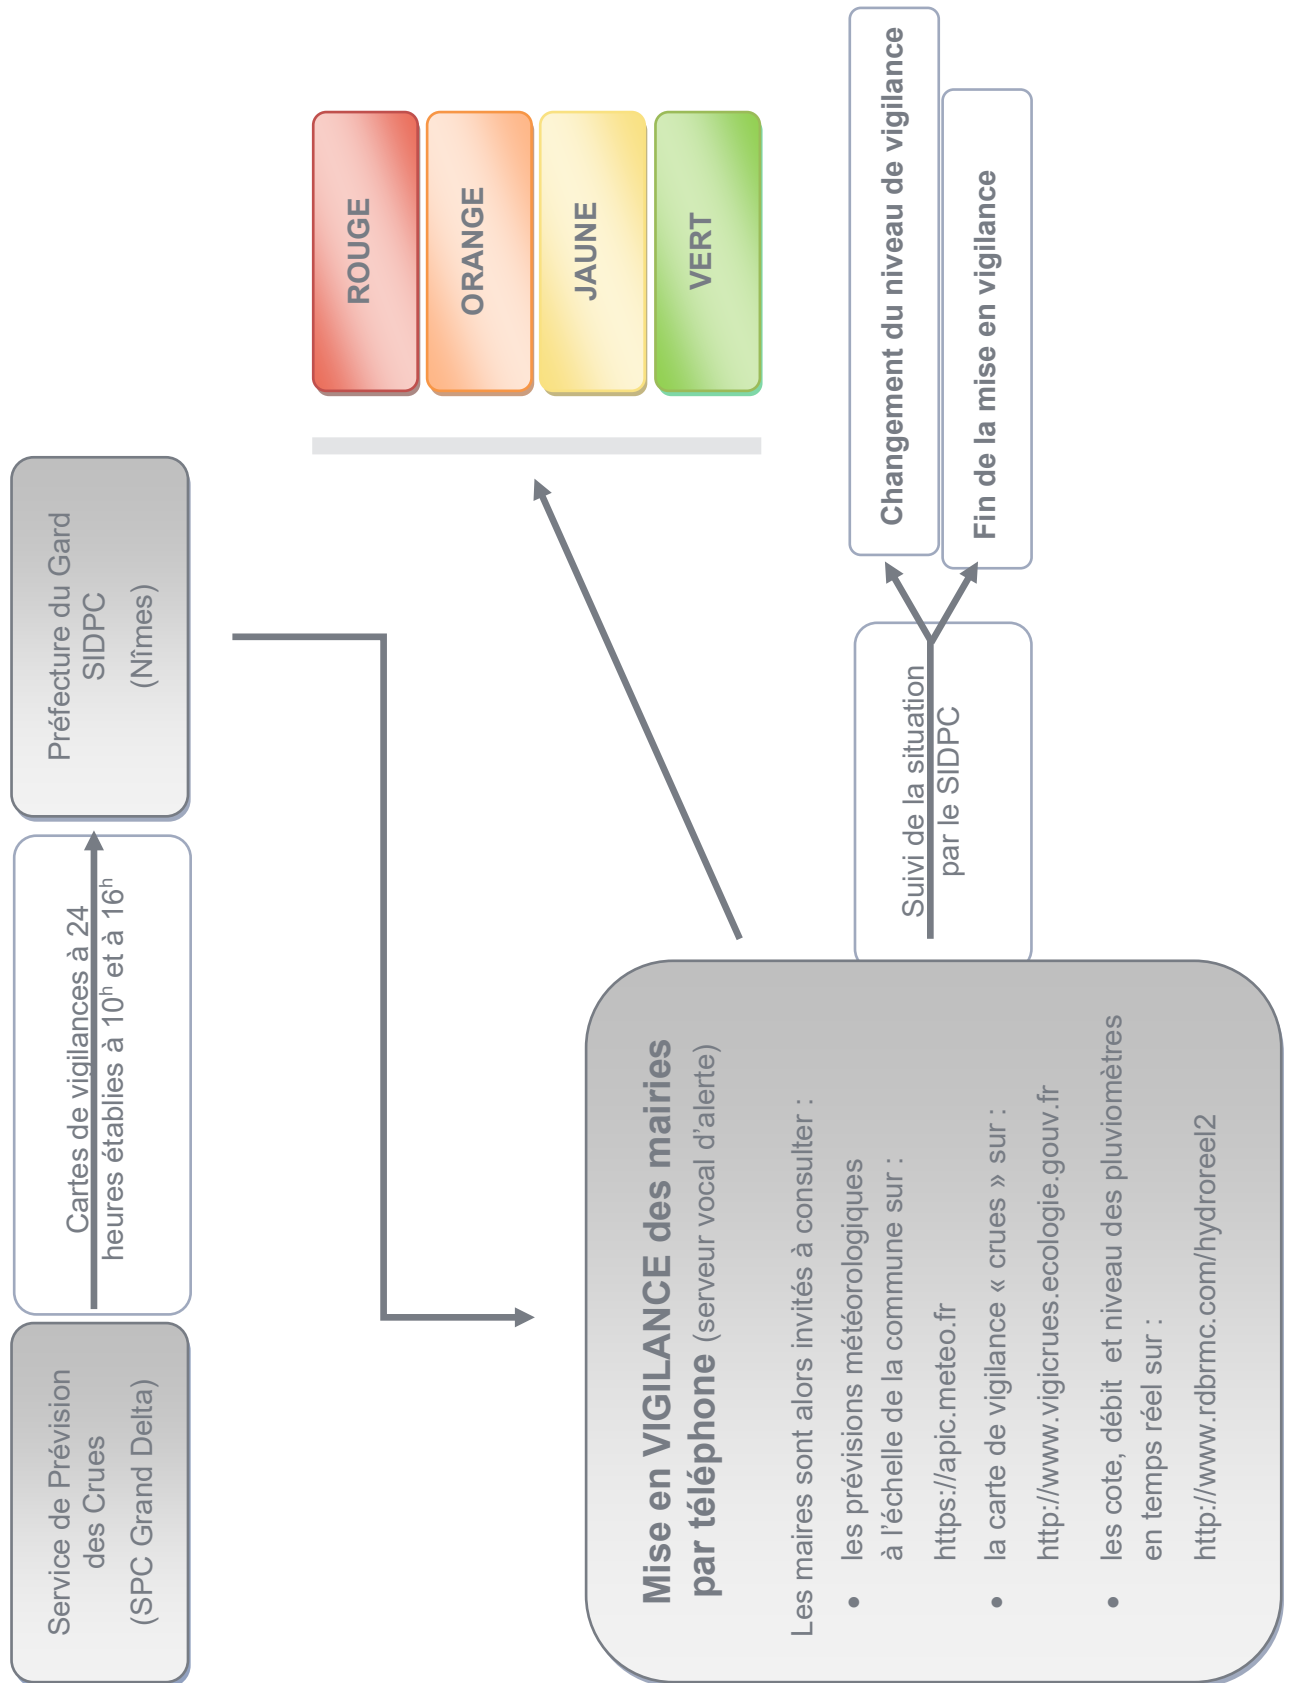 Service de Prévision
des Crues
(SPC Grand Delta)
Cartes de vigilances à 24
heures établies à 10h et à 16h
Préfecture du Gard
SIDPC
(Nîmes)
ROUGE
ORANGE
JAUNE
VERT
Mise en VIGILANCE des mairies
par téléphone (serveur vocal d’alerte)
Les maires sont alors invités à consulter :
• les prévisions météorologiques
à l’échelle de la commune sur :
https://apic.meteo.fr
• la carte de vigilance « crues » sur :
http://www.vigicrues.ecologie.gouv.fr
• les cote, débit et niveau des pluviomètres
en temps réel sur :
http://www.rdbrmc.com/hydroreel2
Suivi de la situation
par le SIDPC
Changement du niveau de vigilance
Fin de la mise en vigilance